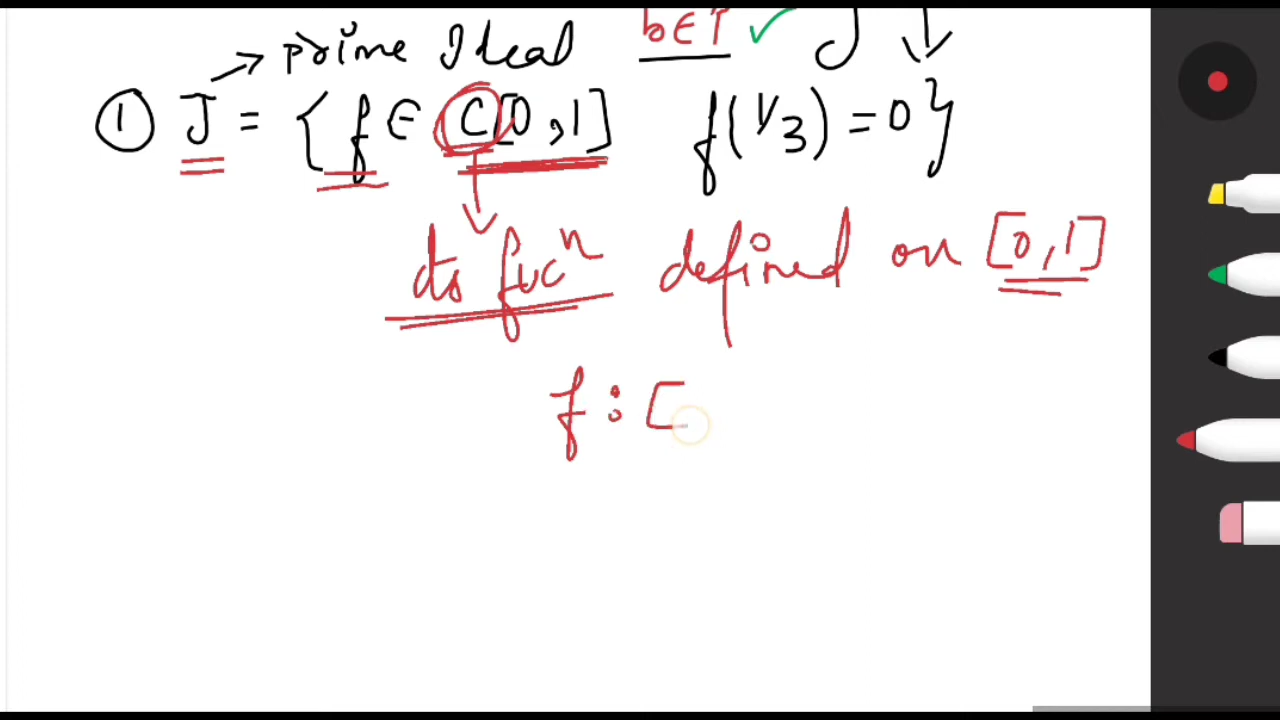 → prime Ideal b∈P ✓
① J = { f ∈ C[0,1] f(1/3) = 0 }
cts fucⁿ defined on [0,1]
f : [